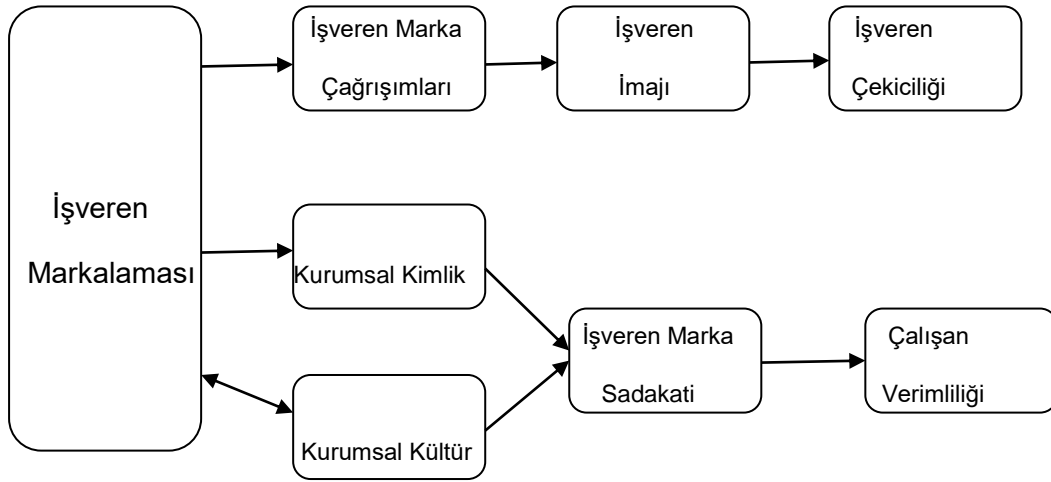 İşveren Marka
Çağrışımları
İşveren
İmajı
İşveren
Çekiciliği
İşveren
Markalaması
Kurumsal Kimlik
Kurumsal Kültür
İşveren Marka
Sadakati
Çalışan
Verimliliği